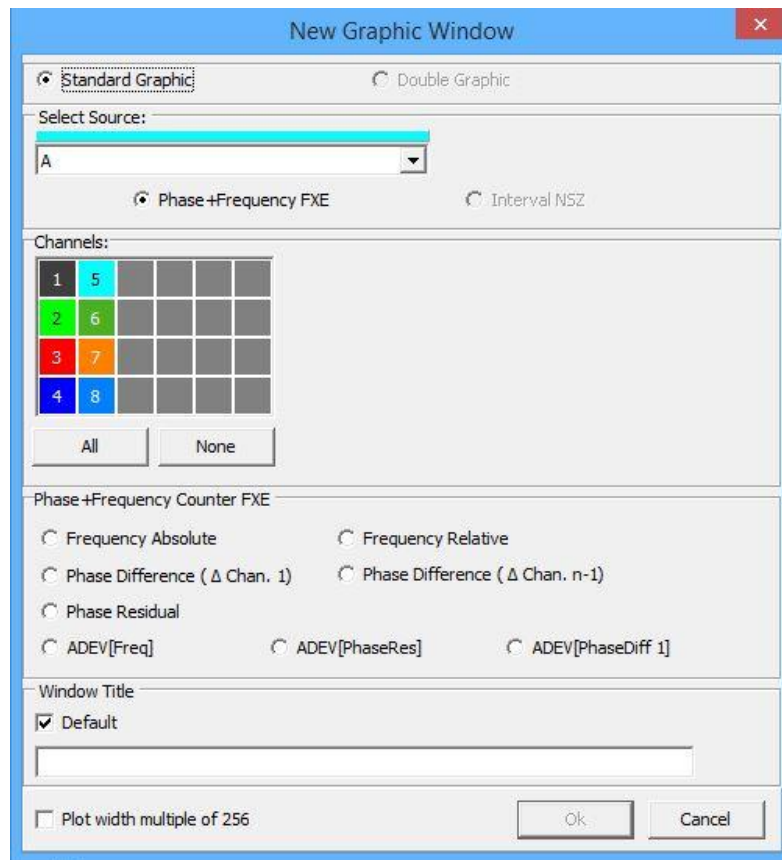 New Graphic Window
Standard Graphic Double Graphic
Select Source:
A
Phase+Frequency FXE Interval NSZ
Channels:
1 5
2 6
3 7
4 8
All None
Phase+Frequency Counter FXE
Frequency Absolute Frequency Relative
Phase Difference ( Δ Chan. 1) Phase Difference ( Δ Chan. n-1)
Phase Residual
ADEV[Freq] ADEV[PhaseRes] ADEV[PhaseDiff 1]
Window Title
Default
Plot width multiple of 256 Ok Cancel